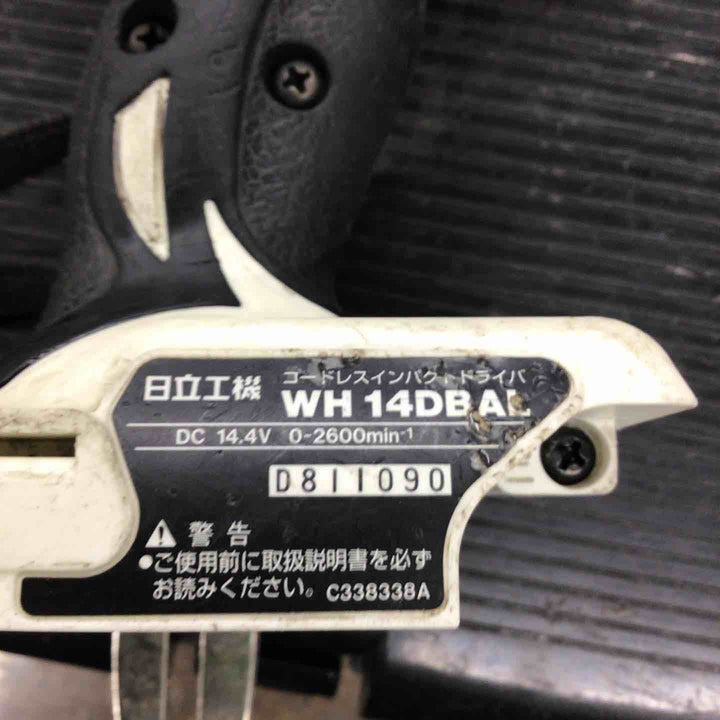 日立工機
コードレスインパクトドライバ
WH 14DBAL
DC 14.4V 0-2600min-1
D811090
警告
●ご使用前に取扱説明書を必ず
お読みください。 C338338A